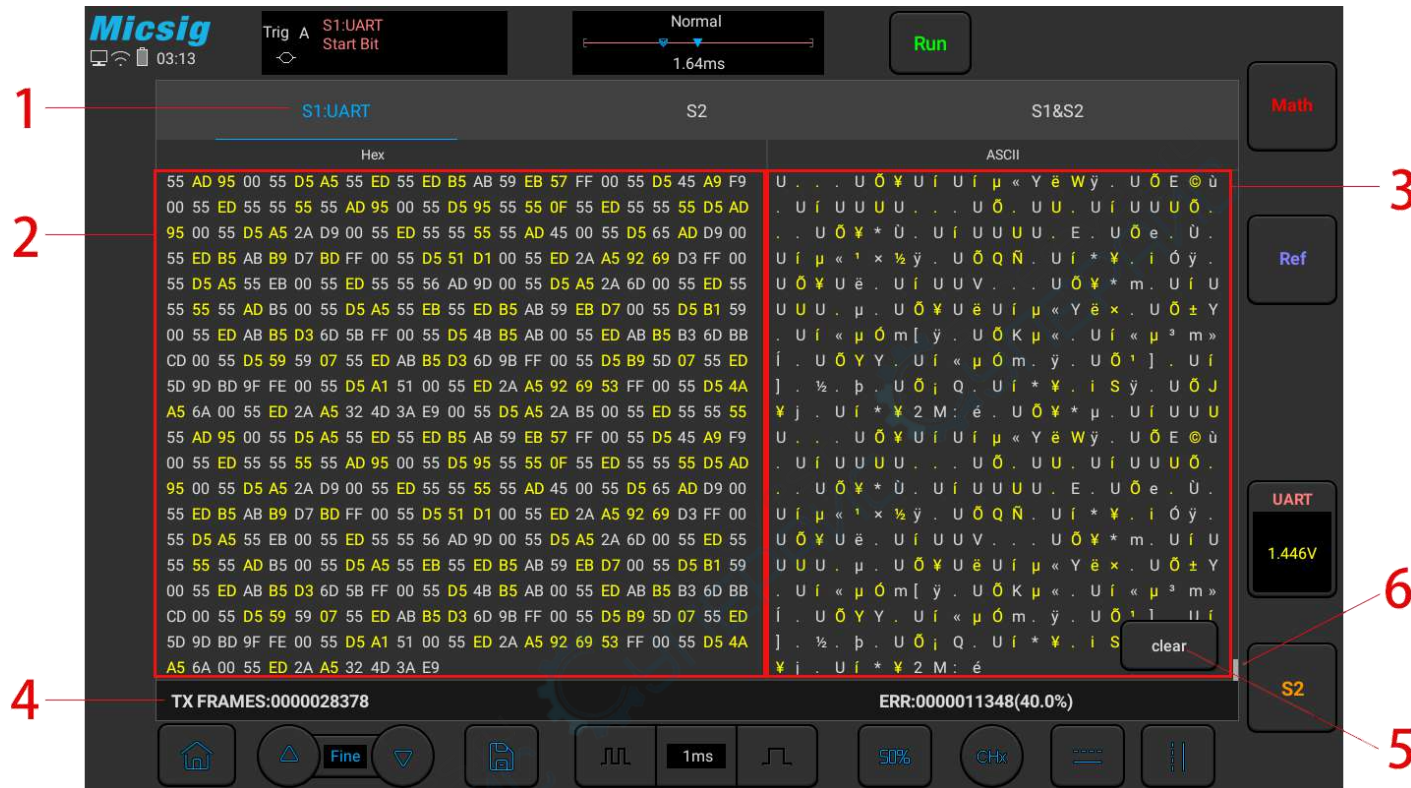 Micsig
03:13
Trig A S1:UART
Start Bit
Normal
1.64ms
Run
1
S1:UART S2 S1&S2
Math
Hex
2
55 AD 95 00 55 D5 A5 55 ED 55 ED B5 AB 59 EB 57 FF 00 55 D5 45 A9 F9
00 55 ED 55 55 55 55 AD 95 00 55 D5 95 55 55 0F 55 ED 55 55 55 D5 AD
95 00 55 D5 A5 2A D9 00 55 ED 55 55 55 55 AD 45 00 55 D5 65 AD D9 00
55 ED B5 AB B9 D7 BD FF 00 55 D5 51 D1 00 55 ED 2A A5 92 69 D3 FF 00
55 D5 A5 55 EB 00 55 ED 55 55 56 AD 9D 00 55 D5 A5 2A 6D 00 55 ED 55
55 55 55 AD B5 00 55 D5 A5 55 EB 55 ED B5 AB 59 EB D7 00 55 D5 B1 59
00 55 ED AB B5 D3 6D 5B FF 00 55 D5 4B B5 AB 00 55 ED AB B5 B3 6D BB
CD 00 55 D5 59 59 07 55 ED AB B5 D3 6D 9B FF 00 55 D5 B9 5D 07 55 ED
5D 9D BD 9F FE 00 55 D5 A1 51 00 55 ED 2A A5 92 69 53 FF 00 55 D5 4A
A5 6A 00 55 ED 2A A5 32 4D 3A E9 00 55 D5 A5 2A B5 00 55 ED 55 55 55
55 AD 95 00 55 D5 A5 55 ED 55 ED B5 AB 59 EB 57 FF 00 55 D5 45 A9 F9
00 55 ED 55 55 55 55 AD 95 00 55 D5 95 55 55 0F 55 ED 55 55 55 D5 AD
95 00 55 D5 A5 2A D9 00 55 ED 55 55 55 55 AD 45 00 55 D5 65 AD D9 00
55 ED B5 AB B9 D7 BD FF 00 55 D5 51 D1 00 55 ED 2A A5 92 69 D3 FF 00
55 D5 A5 55 EB 00 55 ED 55 55 56 AD 9D 00 55 D5 A5 2A 6D 00 55 ED 55
55 55 55 AD B5 00 55 D5 A5 55 EB 55 ED B5 AB 59 EB D7 00 55 D5 B1 59
00 55 ED AB B5 D3 6D 5B FF 00 55 D5 4B B5 AB 00 55 ED AB B5 B3 6D BB
CD 00 55 D5 59 59 07 55 ED AB B5 D3 6D 9B FF 00 55 D5 B9 5D 07 55 ED
5D 9D BD 9F FE 00 55 D5 A1 51 00 55 ED 2A A5 92 69 53 FF 00 55 D5 4A
A5 6A 00 55 ED 2A A5 32 4D 3A E9
ASCII
U . . . U Õ ¥ U í U í µ « Y ë W ÿ . U Õ E © ù
. U í U U U U . . . U Õ . U U . U í U U U Õ .
. . U Õ ¥ * Ù . U í U U U U . E . U Õ e . Ù .
U í µ « ¹ × ½ ÿ . U Õ Q Ñ . U í * ¥ . i Ó ÿ .
U Õ ¥ U ë . U í U U V . . . U Õ ¥ * m . U í U
U U U . µ . U Õ ¥ U ë U í µ « Y ë × . U Õ ± Y
. U í « µ Ó m [ ÿ . U Õ K µ « . U í « µ ³ m »
Í . U Õ Y Y . U í « µ Ó m . ÿ . U Õ ¹ ] . U í
] . ½ . þ . U Õ ¡ Q . U í * ¥ . i S ÿ . U Õ J
¥ j . U í * ¥ 2 M : é . U Õ ¥ * µ . U í U U U
U . . . U Õ ¥ U í U í µ « Y ë W ÿ . U Õ E © ù
. U í U U U U . . . U Õ . U U . U í U U U Õ .
. . U Õ ¥ * Ù . U í U U U U . E . U Õ e . Ù .
U í µ « ¹ × ½ ÿ . U Õ Q Ñ . U í * ¥ . i Ó ÿ .
U Õ ¥ U ë . U í U U V . . . U Õ ¥ * m . U í U
U U U . µ . U Õ ¥ U ë U í µ « Y ë × . U Õ ± Y
. U í « µ Ó m [ ÿ . U Õ K µ « . U í « µ ³ m »
Í . U Õ Y Y . U í « µ Ó m . ÿ . U Õ ¹ ] . U í
] . ½ . þ . U Õ ¡ Q . U í * ¥ . i S
¥ j . U í * ¥ 2 M : é
clear
3
Ref
UART
1.446V
6
S2
5
4
TX FRAMES:0000028378 ERR:0000011348(40.0%)
Fine 1ms 50% CHx